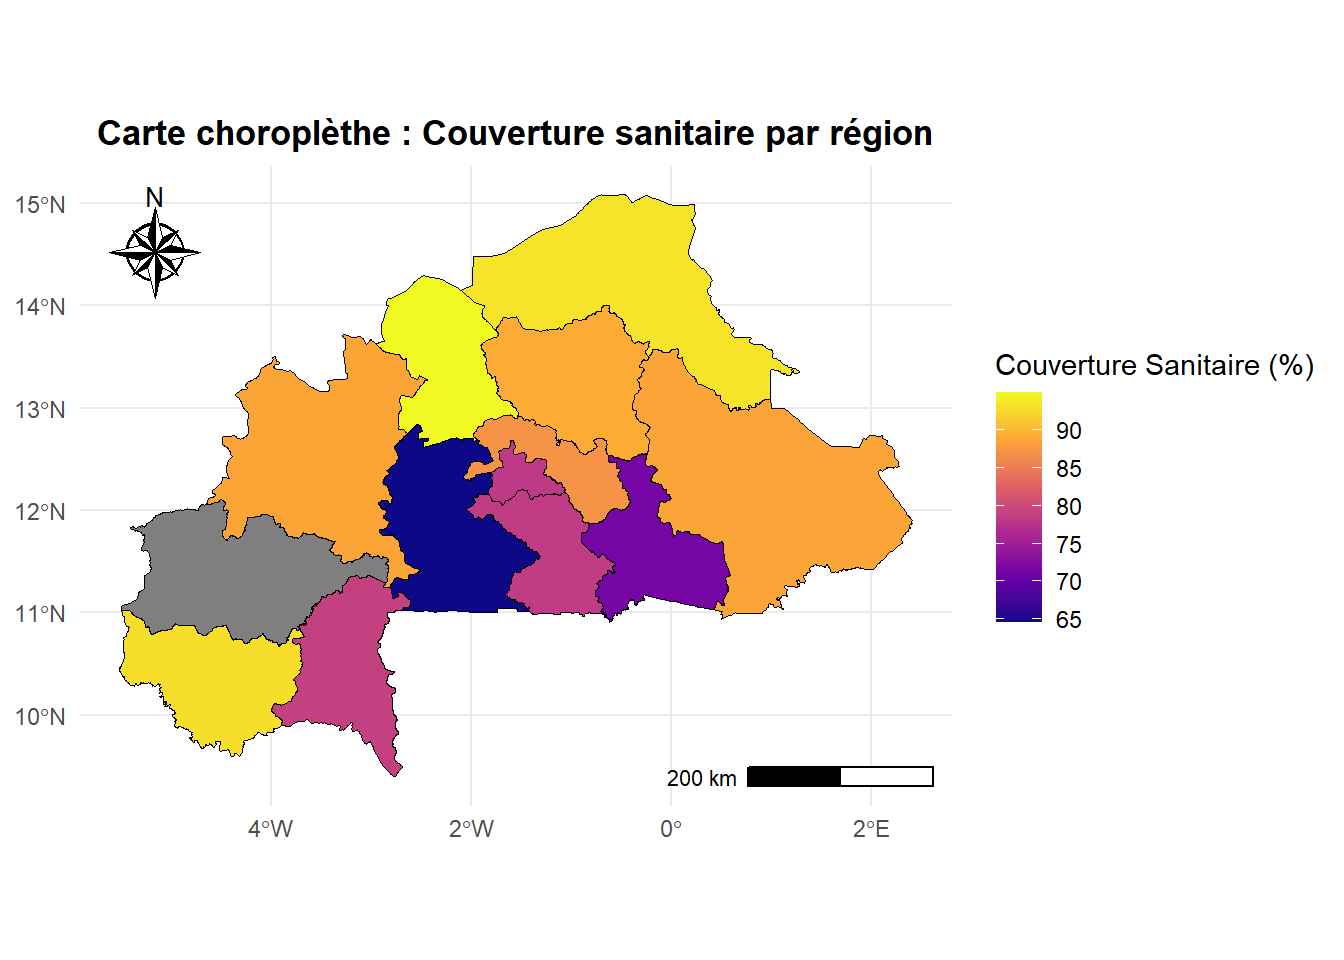 Carte choroplèthe : Couverture sanitaire par région
N
15°N
14°N
13°N
12°N
11°N
10°N
4°W
2°W
0°
2°E
200 km
Couverture Sanitaire (%)
90
85
80
75
70
65